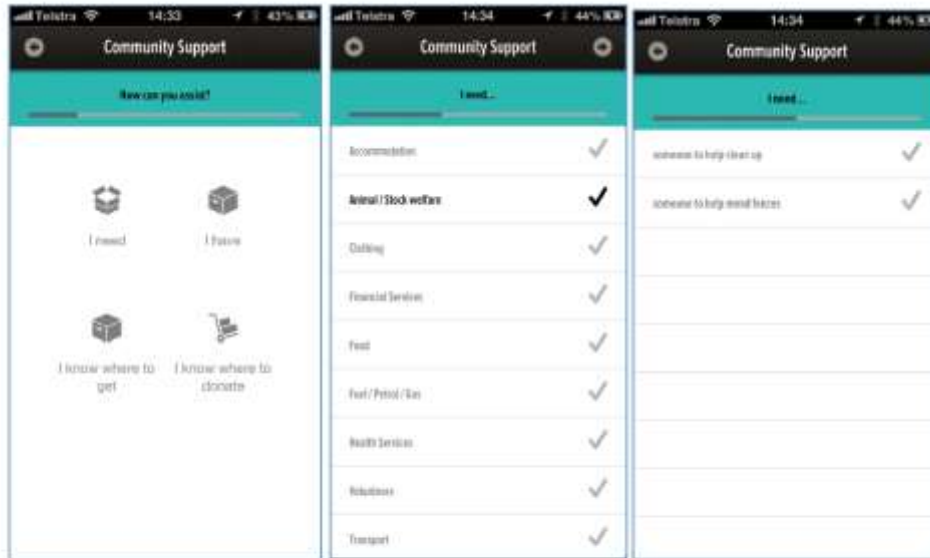 Telstra 14:33 43%
Community Support
How can you assist?
I need
I have
I know where to
get
I know where to
donate
Telstra 14:34 44%
Community Support
I need...
Accommodation
Animal / Stock welfare
Clothing
Financial Services
Food
Fuel / Petrol / Gas
Health Services
Volunteers
Transport
Telstra 14:34 44%
Community Support
I need...
someone to help clean up
someone to help mend fences